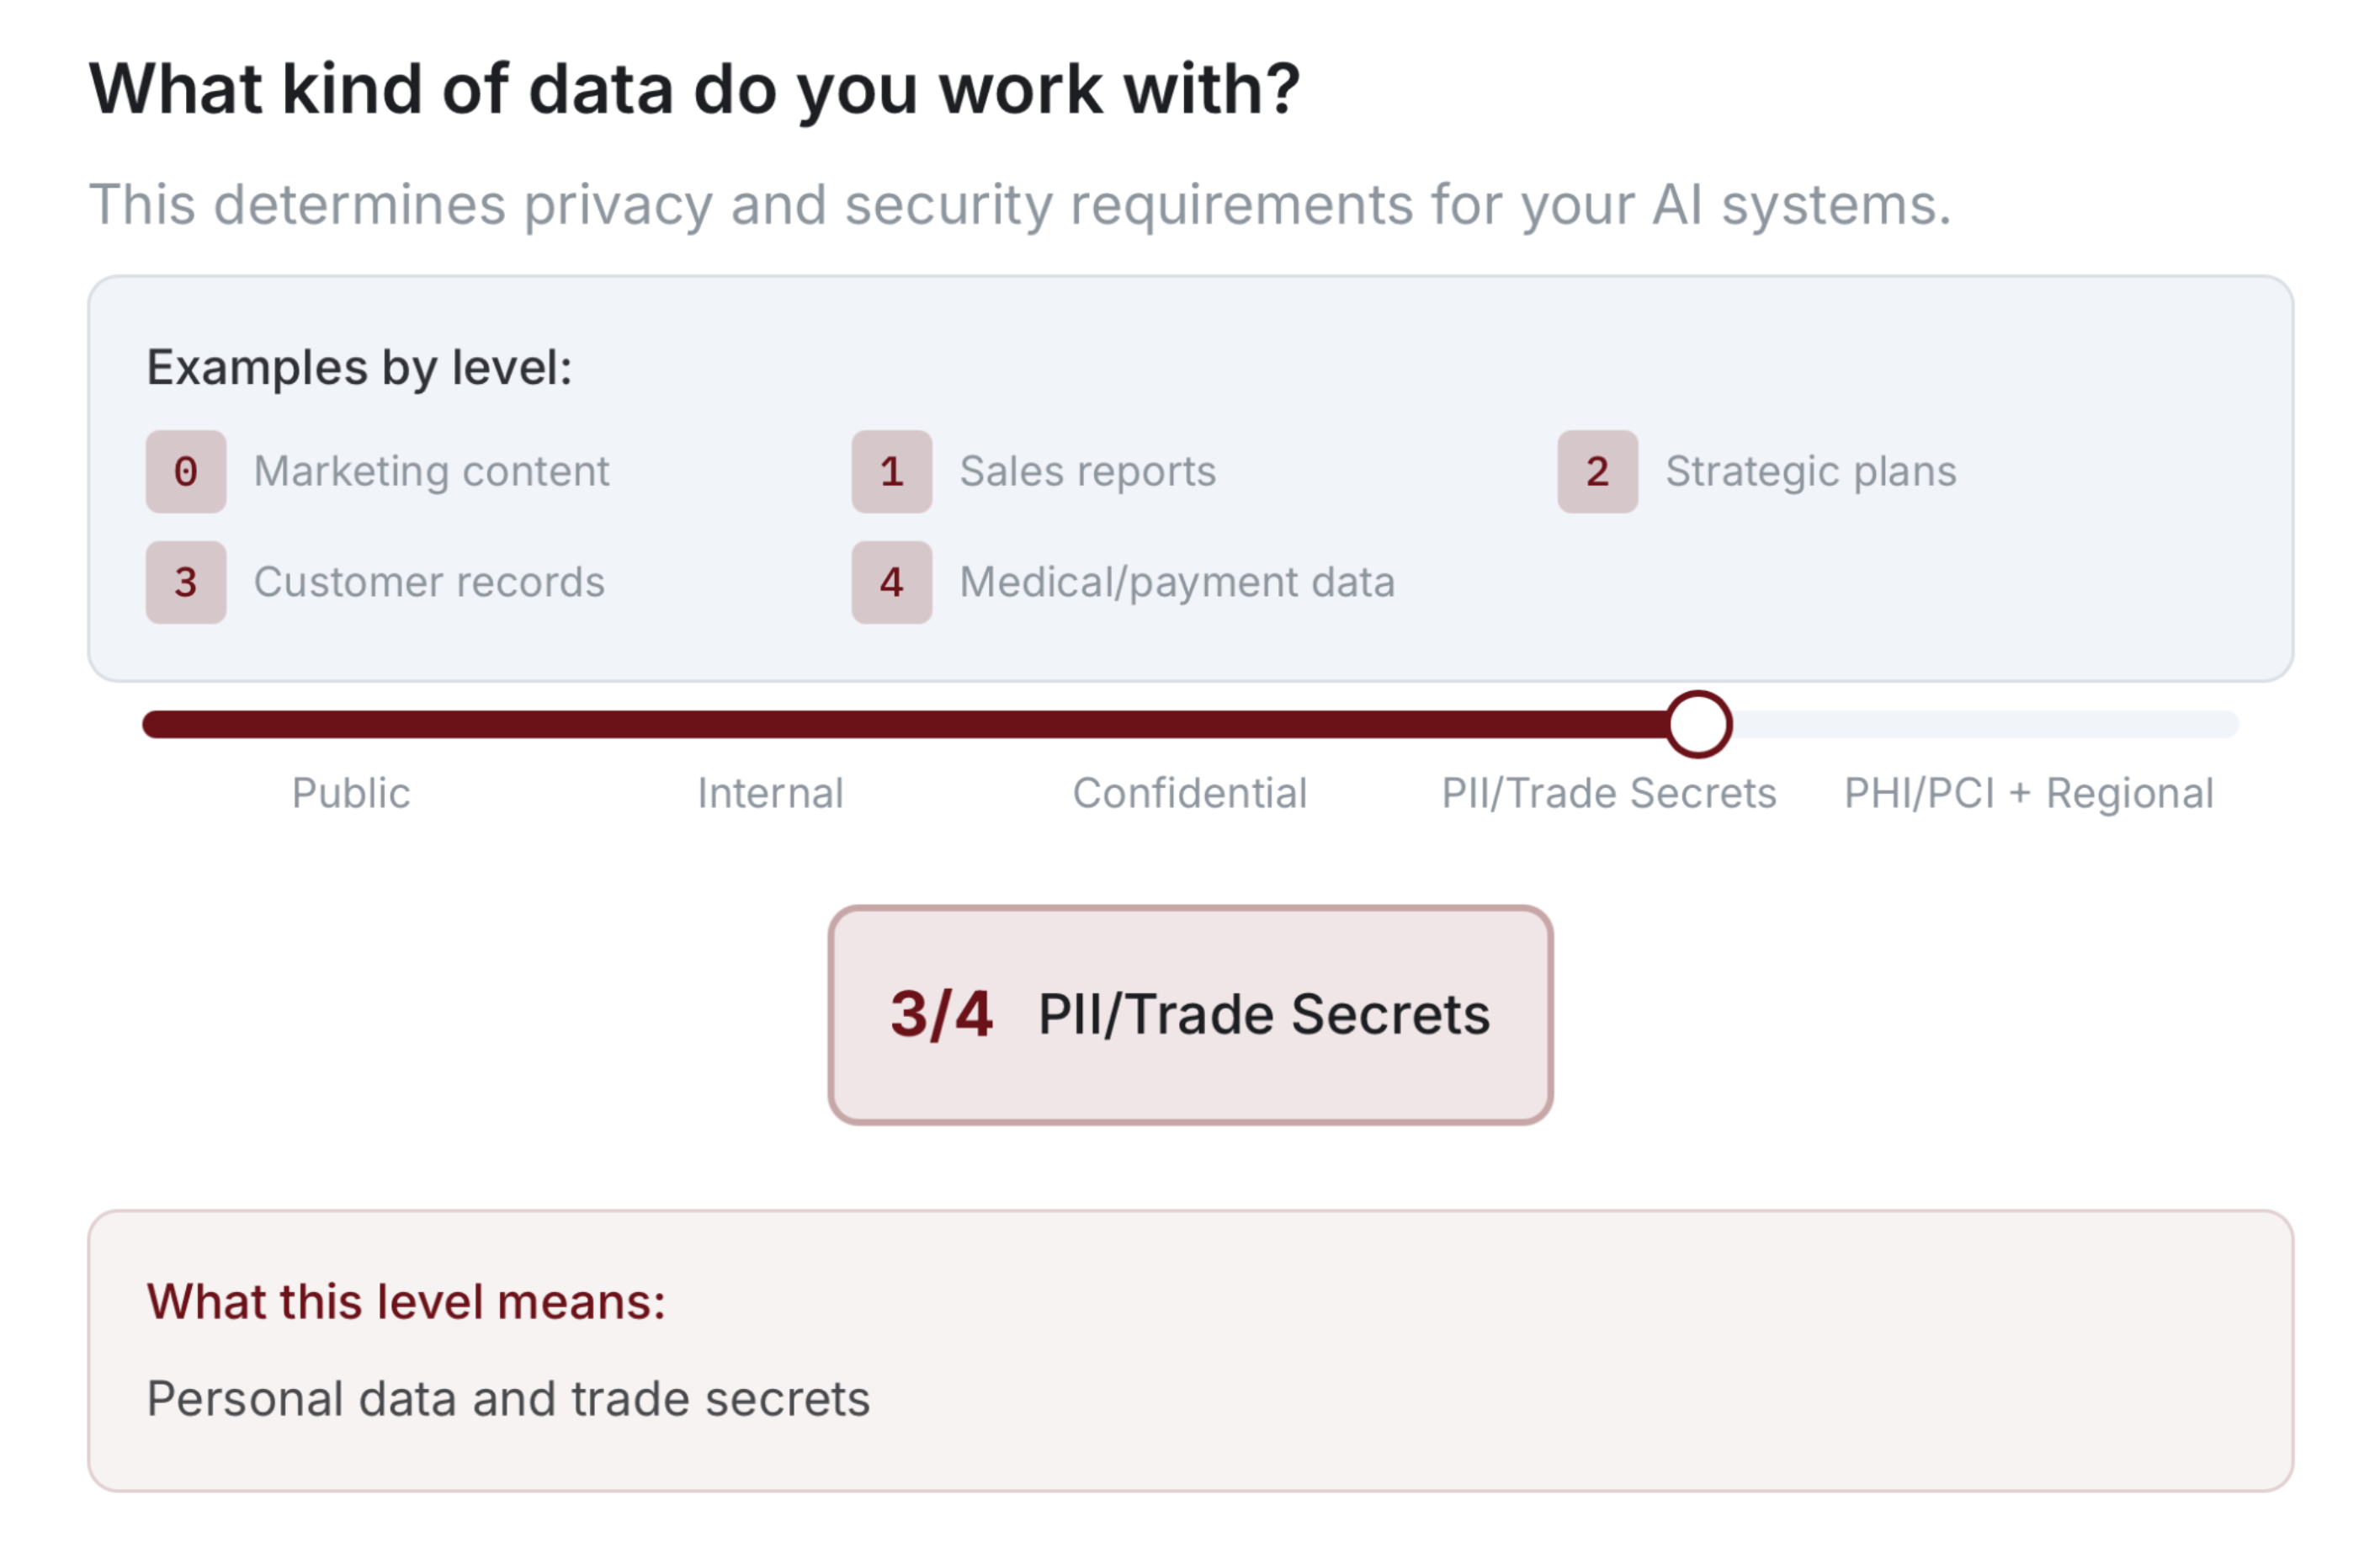 What kind of data do you work with?
This determines privacy and security requirements for your AI systems.
Examples by level:
0 Marketing content 1 Sales reports 2 Strategic plans
3 Customer records 4 Medical/payment data
Public Internal Confidential PII/Trade Secrets PHI/PCI + Regional
3/4 PII/Trade Secrets
What this level means:
Personal data and trade secrets